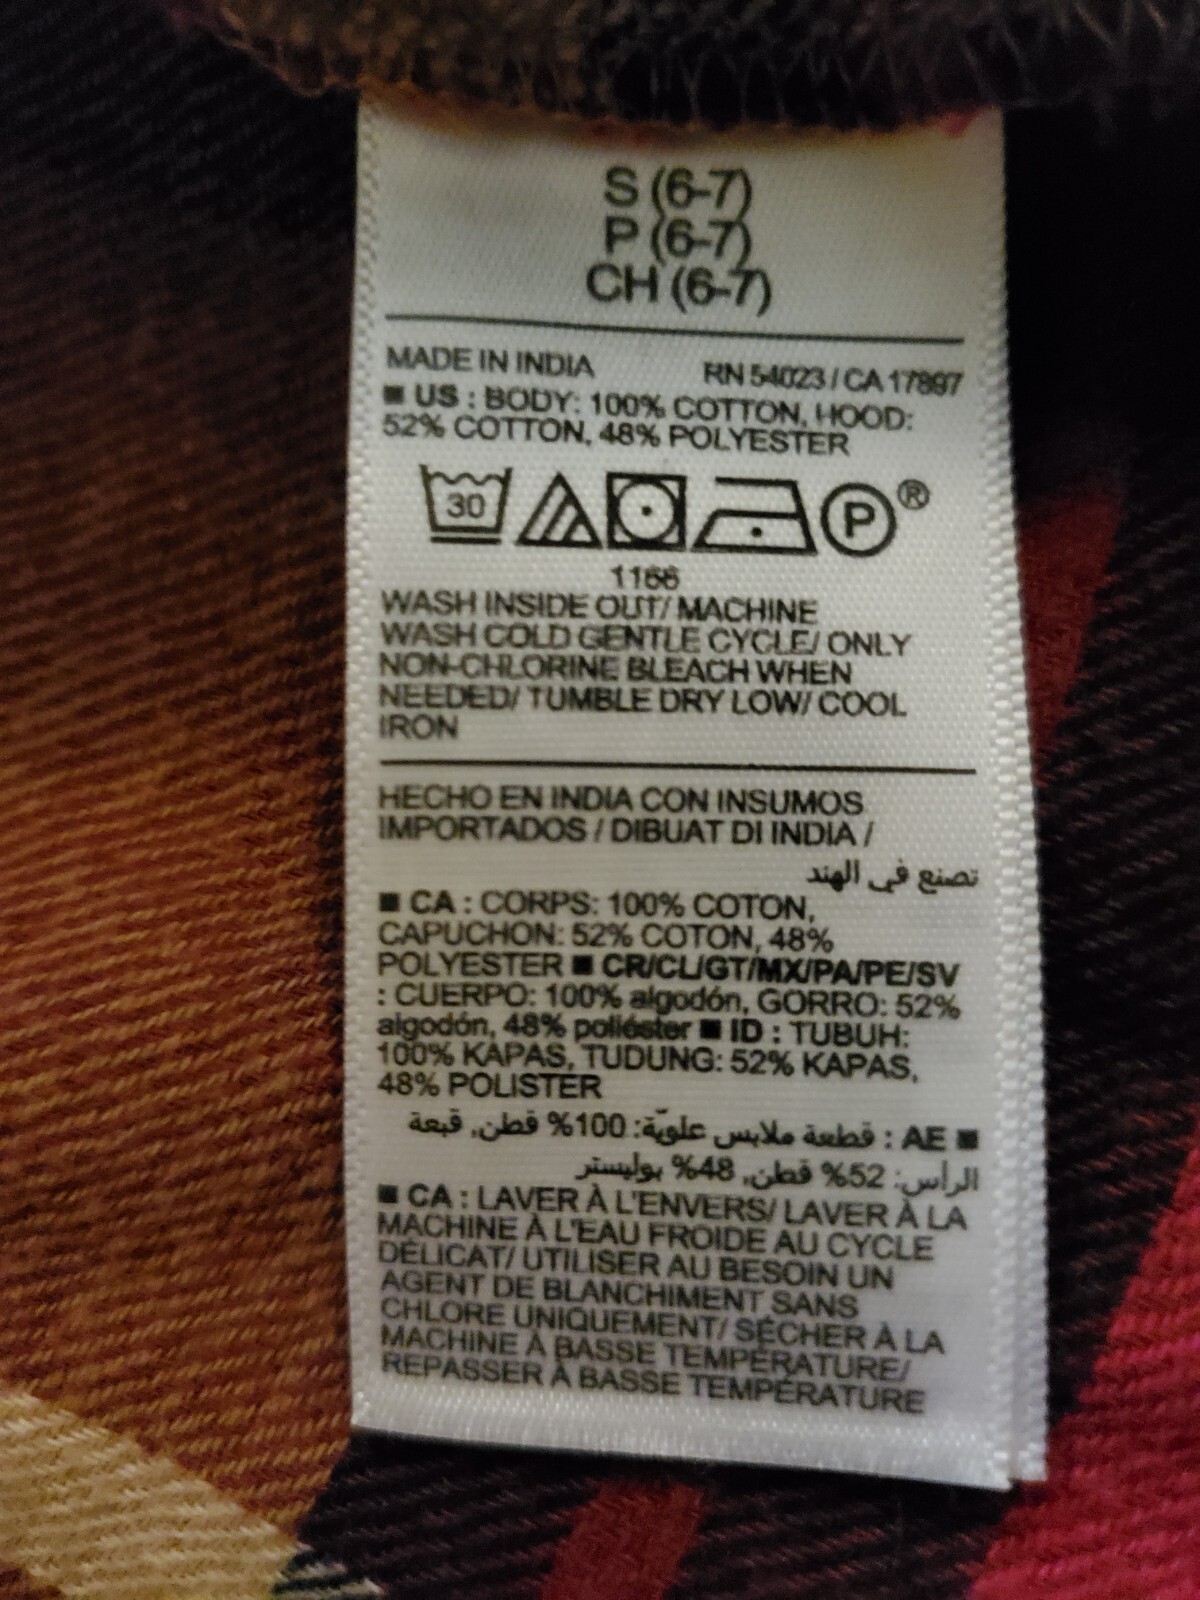 S (6-7)
P (6-7)
CH (6-7)
MADE IN INDIA RN 54023 / CA 17897
■ US : BODY: 100% COTTON, HOOD:
52% COTTON, 48% POLYESTER
30 P®
1166
WASH INSIDE OUT/ MACHINE
WASH COLD GENTLE CYCLE/ ONLY
NON-CHLORINE BLEACH WHEN
NEEDED/ TUMBLE DRY LOW/ COOL
IRON
HECHO EN INDIA CON INSUMOS
IMPORTADOS / DIBUAT DI INDIA /
تصنع في الهند
■ CA : CORPS: 100% COTON,
CAPUCHON: 52% COTON, 48%
POLYESTER ■ CR/CL/GT/MX/PA/PE/SV
: CUERPO: 100% algodón, GORRO: 52%
algodón, 48% poliéster ■ ID : TUBUH:
100% KAPAS, TUDUNG: 52% KAPAS,
48% POLISTER
■ AE : قطعة ملابس علويّة: 100% قطن, قبعة
الرأس: 52% قطن, 48% بوليستر
■ CA : LAVER À L'ENVERS/ LAVER À LA
MACHINE À L'EAU FROIDE AU CYCLE
DÉLICAT/ UTILISER AU BESOIN UN
AGENT DE BLANCHIMENT SANS
CHLORE UNIQUEMENT/ SÉCHER À LA
MACHINE À BASSE TEMPÉRATURE/
REPASSER À BASSE TEMPÉRATURE